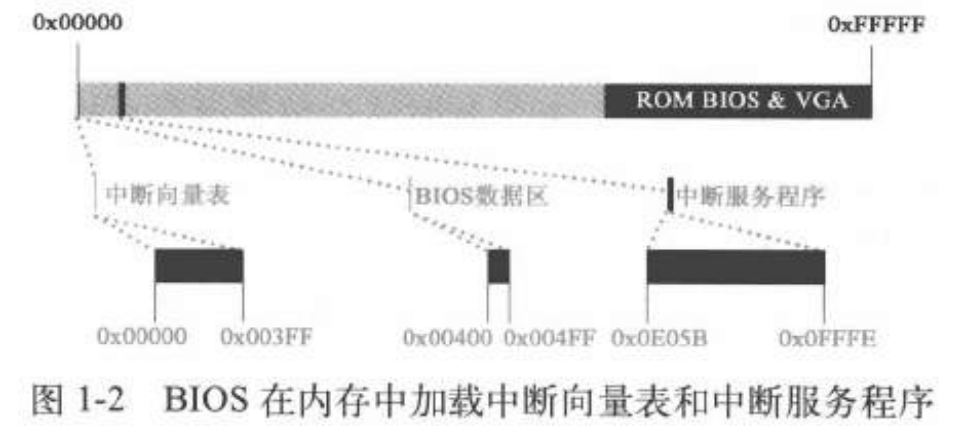 0x00000 0xFFFFF
ROM BIOS & VGA
中断向量表 BIOS数据区 中断服务程序
0x00000 0x003FF 0x00400 0x004FF 0x0E05B 0x0FFFE
图 1-2 BIOS 在内存中加载中断向量表和中断服务程序